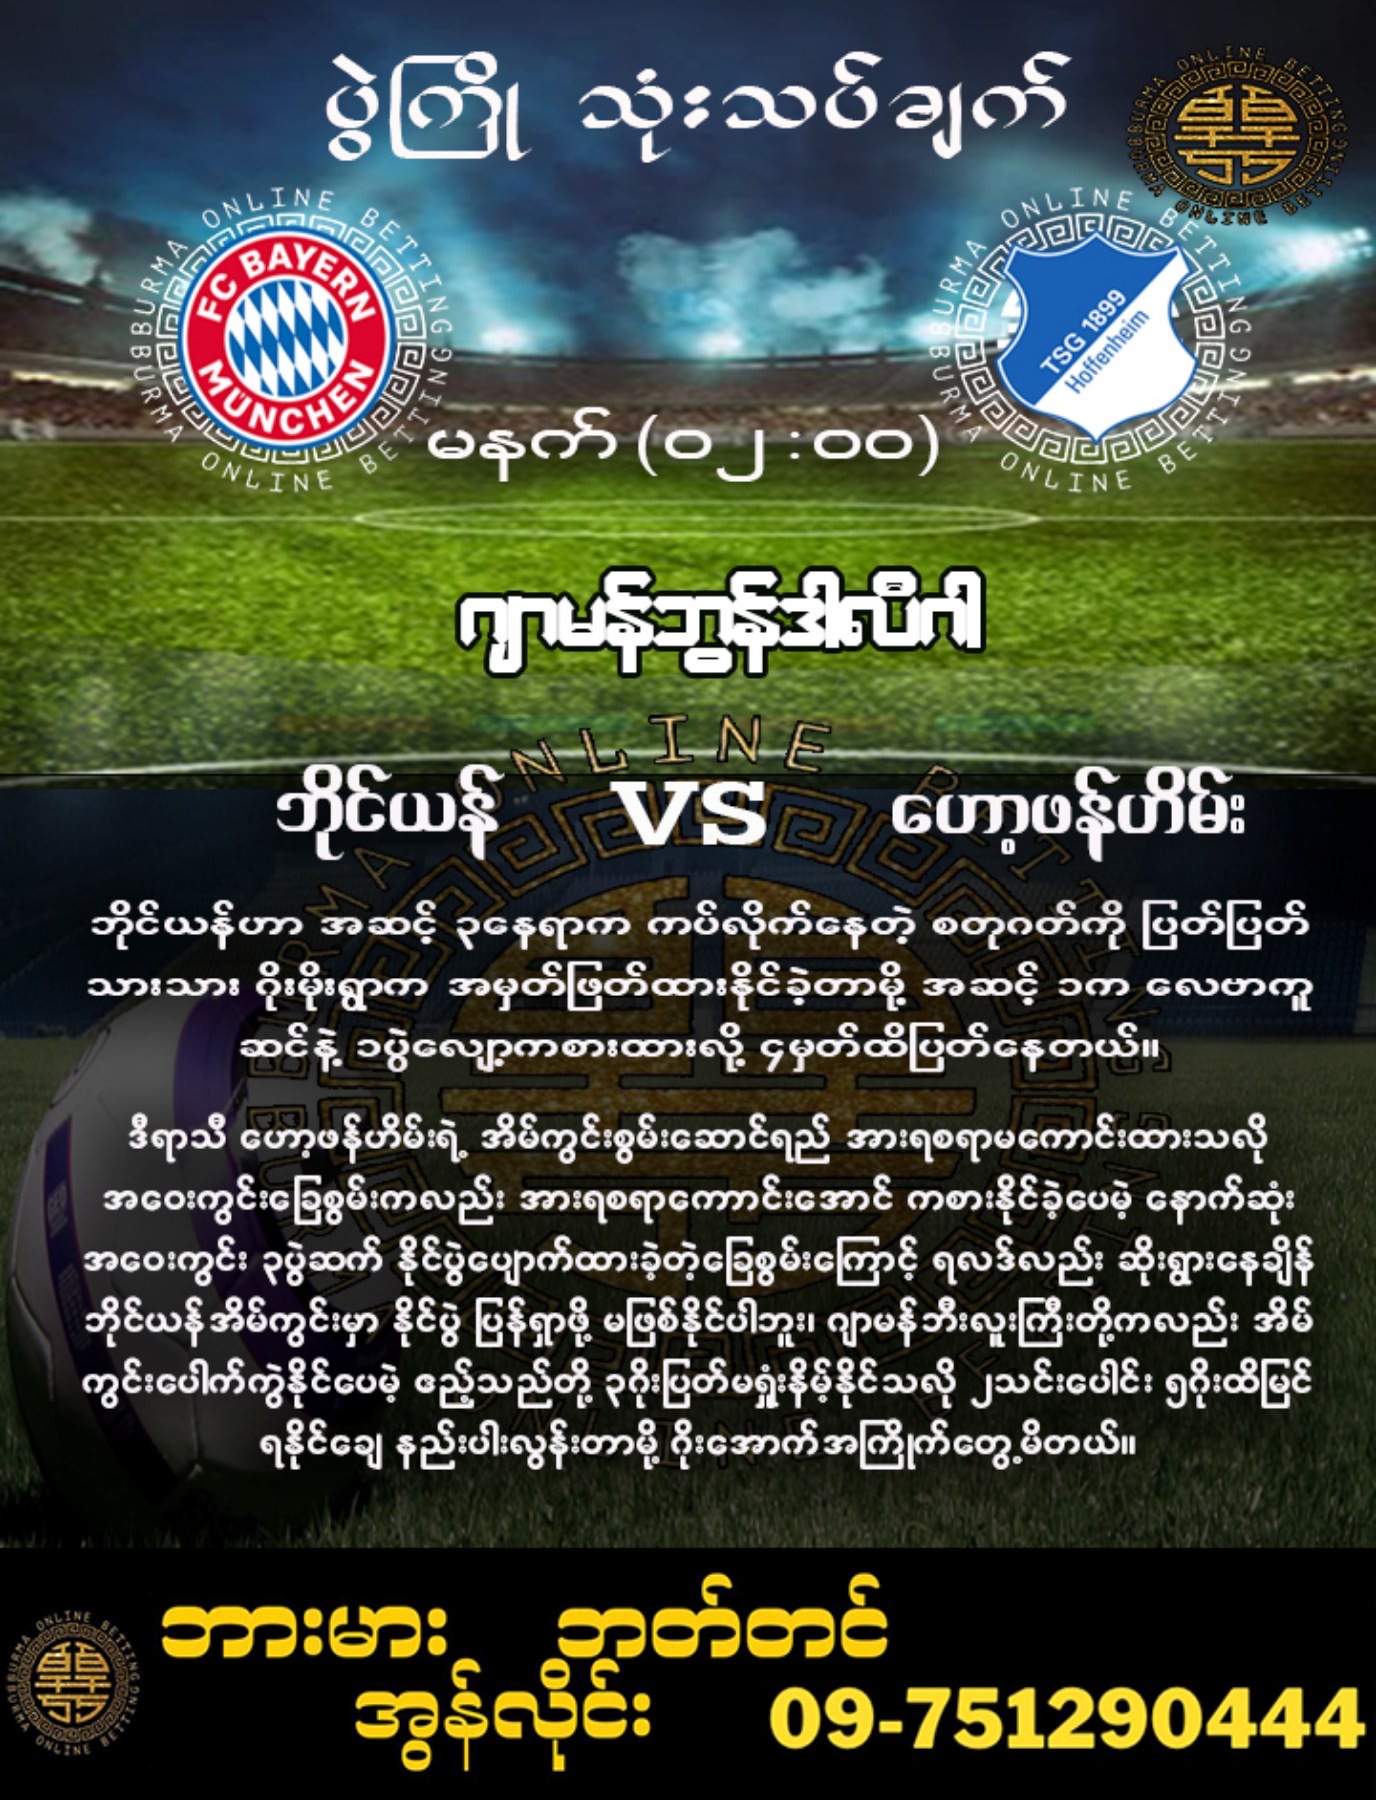 ပွဲကြို သုံးသပ်ချက်
BURMA ONLINE BETTING
FC BAYERN MÜNCHEN
TSG 1899 Hoffenheim
မနက် (၀၂:၀၀)
ဂျာမန်ဘွန်ဒါလီဂါ
ဘိုင်ယန် VS ဟော့ဖန်ဟိမ်း
ဘိုင်ယန်ဟာ အဆင့် ၃နေရာက ကပ်လိုက်နေတဲ့ စတုဂတ်ကို ပြတ်ပြတ်
သားသား ဂိုးမိုးရွာက အမှတ်ဖြတ်ထားနိုင်ခဲ့တာမို့ အဆင့် ၁က လေဗာကူ
ဆင်နဲ့ ၁ပွဲလျော့ကစားထားလို့ ၄မှတ်ထိပြတ်နေတယ်။
ဒီရာသီ ဟော့ဖန်ဟိမ်းရဲ့ အိမ်ကွင်းစွမ်းဆောင်ရည် အားရစရာမကောင်းထားသလို
အဝေးကွင်းခြေစွမ်းကလည်း အားရစရာကောာင်းအောင် ကစားနိုင်ခဲ့ပေမဲ့ နောက်ဆုံး
အဝေးကွင်း ၃ပွဲဆက် နိုင်ပွဲပျောက်ထားခဲ့တဲ့ခြေစွမ်းကြောင့် ရလဒ်လည်း ဆိုးရွားနေချိန်
ဘိုင်ယန်အိမ်ကွင်းမှာ နိုင်ပွဲ ပြန်ရှာဖို့ မဖြစ်နိုင်ပါဘူး၊ ဂျာမန်ဘီးလူးကြီးတို့ကလည်း အိမ်
ကွင်းပေါက်ကွဲနိုင်ပေမဲ့ ဧည့်သည်တို့ ၃ဂိုးပြတ်မရှုံးနိမ့်နိုင်သလို ၂သင်းပေါင်း ၅ဂိုးထိမြင်
ရနိုင်ချေ နည်းပါးလွန်းတာမို့ ဂိုးအောက်အကြိုက်တွေ့မိတယ်။
ဘားမား ဘတ်တင်
အွန်လိုင်း 09-751290444